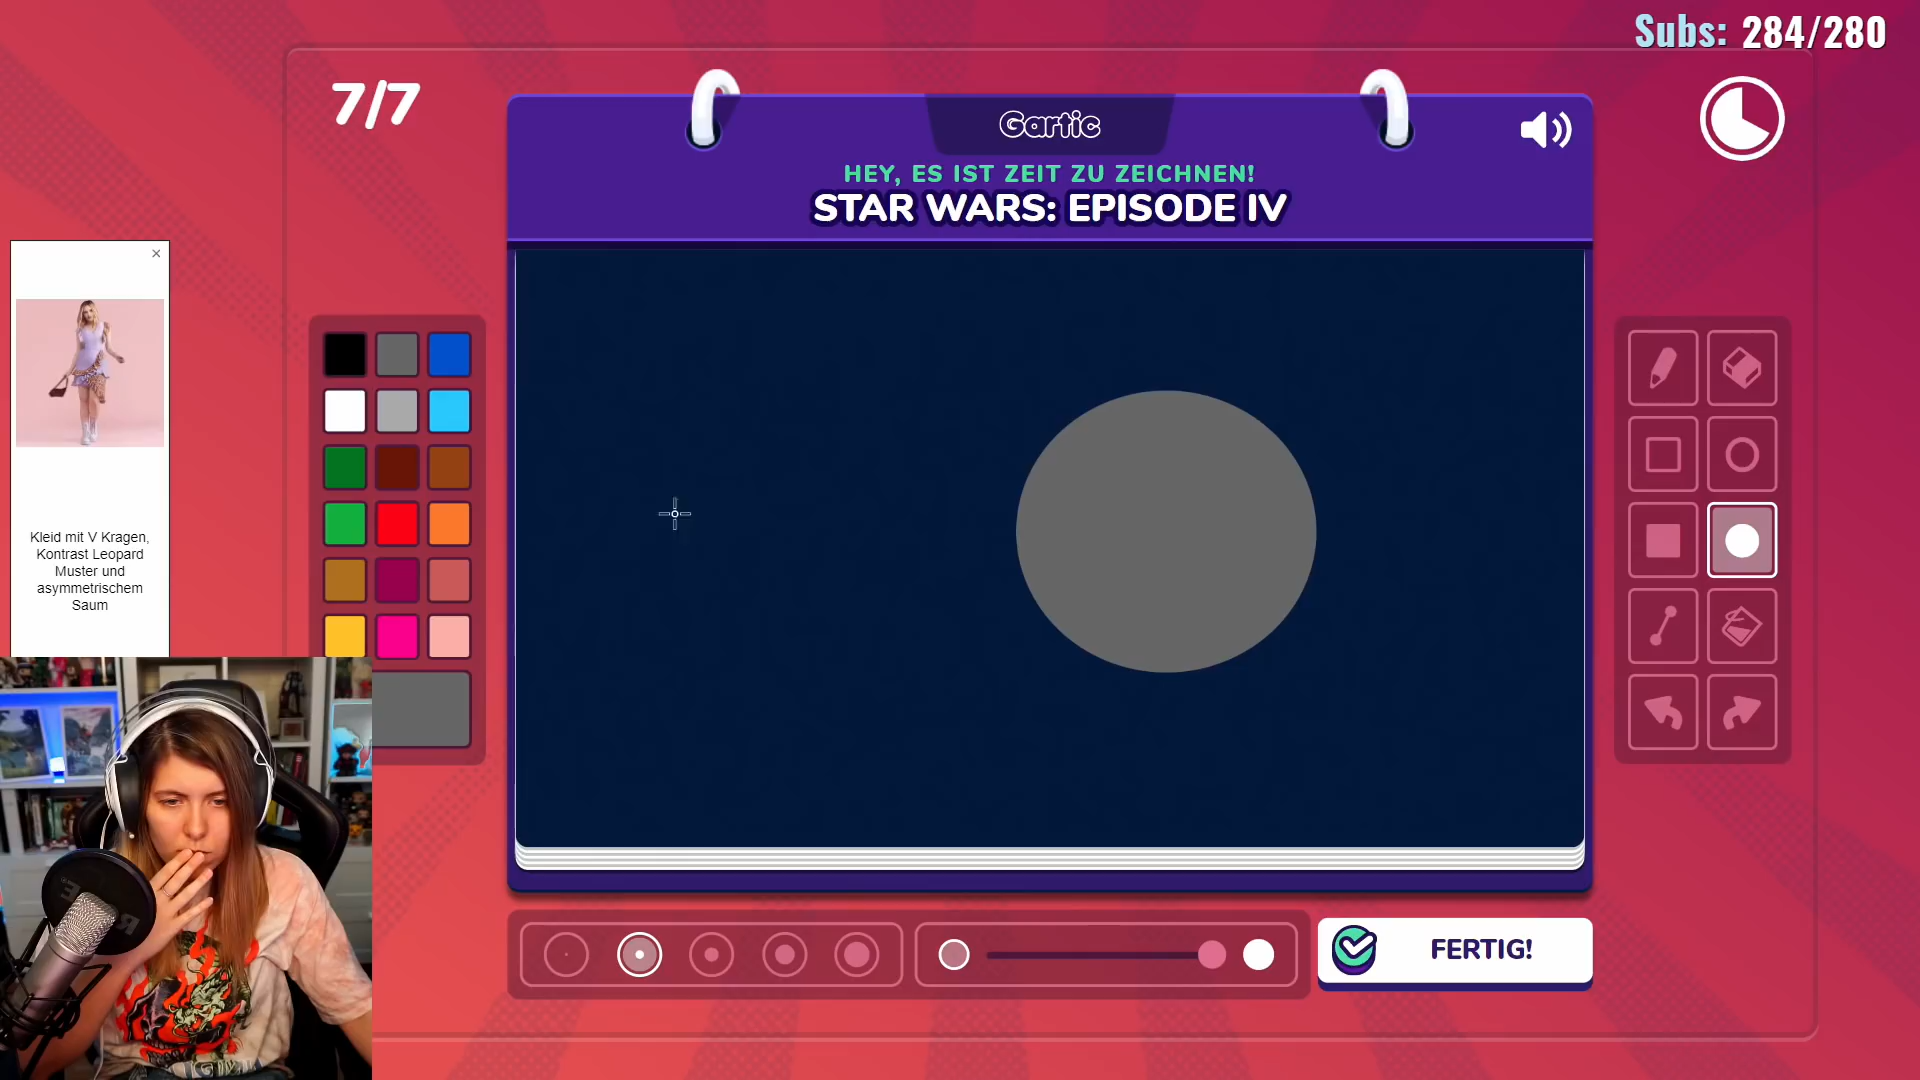 Subs: 284/280
7/7
Gartic
HEY, ES IST ZEIT ZU ZEICHNEN!
STAR WARS: EPISODE IV
Kleid mit V Kragen,
Kontrast Leopard
Muster und
asymmetrischem
Saum
FERTIG!